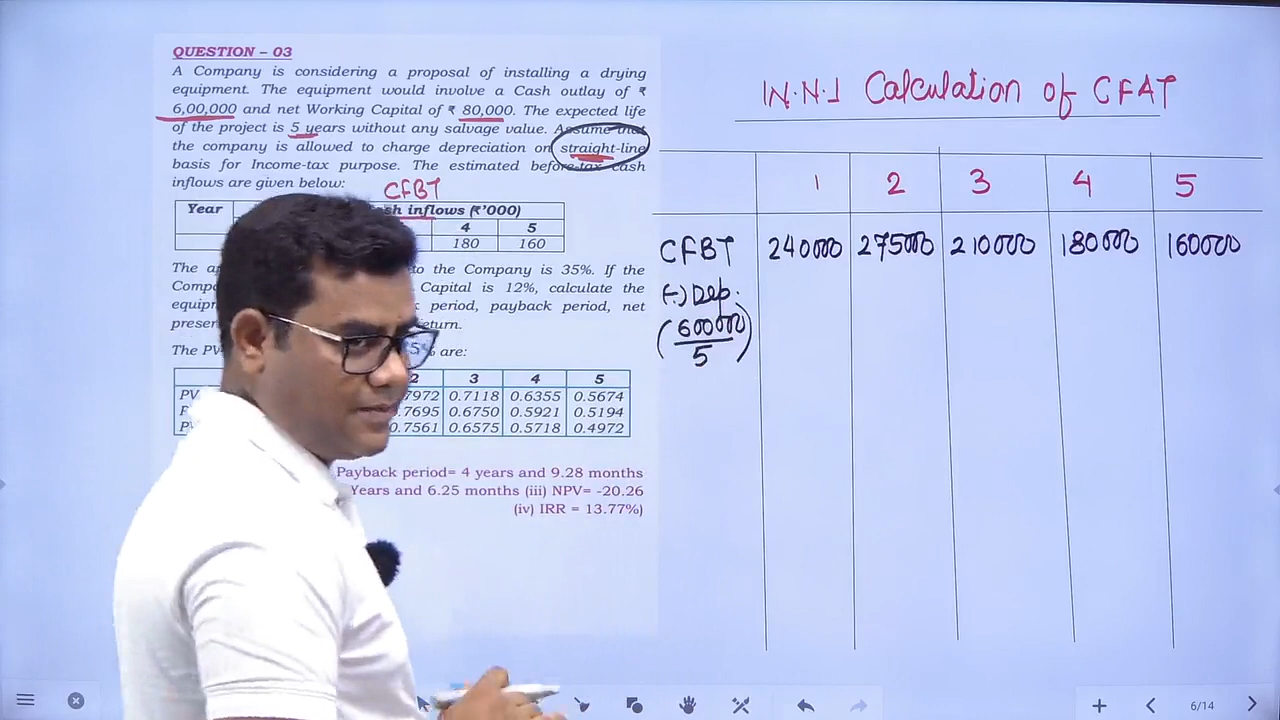 QUESTION – 03
A Company is considering a proposal of installing a drying
equipment. The equipment would involve a Cash outlay of ₹
6,00,000 and net Working Capital of ₹ 80,000. The expected life
of the project is 5 years without any salvage value. Assume that
the company is allowed to charge depreciation on straight-line
basis for Income-tax purpose. The estimated before-tax cash
inflows are given below:
CFBT
Year inflows (₹'000)
4 5
180 160
The to the Company is 35%. If the
Capital is 12%, calculate the
period, payback period, net
The are:
2 3 4 5
0.7118 0.6355 0.5674
0.6750 0.5921 0.5194
0.7561 0.6575 0.5718 0.4972
Payback period= 4 years and 9.28 months
Years and 6.25 months (iii) NPV= -20.26
(iv) IRR = 13.77%)
W.N.1 Calculation of CFAT
1 2 3 4 5
CFBT 240000 275000 210000 180000 160000
(-) Dep.
(600000
5)
6/14